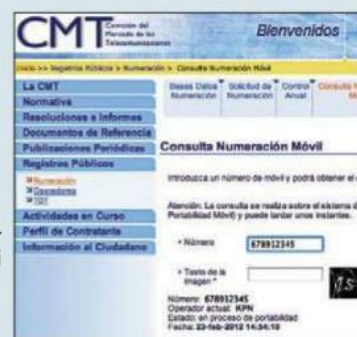 CMT Comisión del
Mercado de las
Telecomunicaciones
Bienvenidos
Inicio >> Registros Públicos > Numeración > Consulta Numeración Móvil
La CMT
Normativa
Resoluciones e Informes
Documentos de Referencia
Publicaciones Periódicas
Registros Públicos
Numeración
Operadores
Actividades en Curso
Perfil de Contratante
Información al Ciudadano
Bases Datos Numeración
Solicitud de Numeración
Control Anual
Consulta
Consulta Numeración Móvil
Introduzca un número de móvil y podrá obtener el
Atención: La consulta se realiza sobre el sistema
Portabilidad Móvil) y puede tardar unos instantes.
• Número 678912345
• Texto de la
imagen *
Número: 678912345
Operador actual: KPN
Estado: en proceso de portabilidad
Fecha: 23-feb-2012 14:54:10